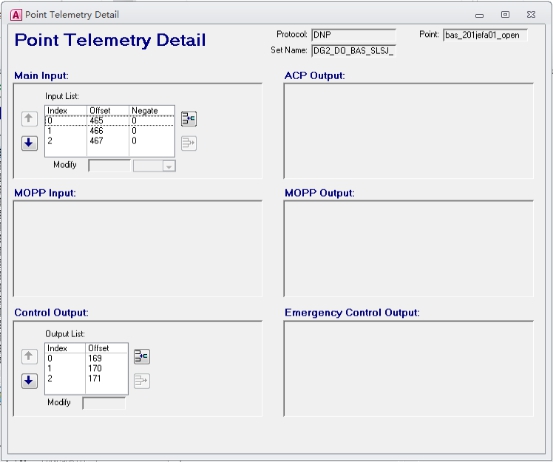 A Point Telemetry Detail
Point Telemetry Detail
Protocol: DNP
Point: bas_201jefa01_open
Set Name: DG2_DO_BAS_SLSJ_
Main Input:
ACP Output:
Input List:
Index Offset Negate
0 465 0
1 466 0
2 467 0
Modify
MOPP Input:
MOPP Output:
Control Output:
Emergency Control Output:
Output List:
Index Offset
0 169
1 170
2 171
Modify